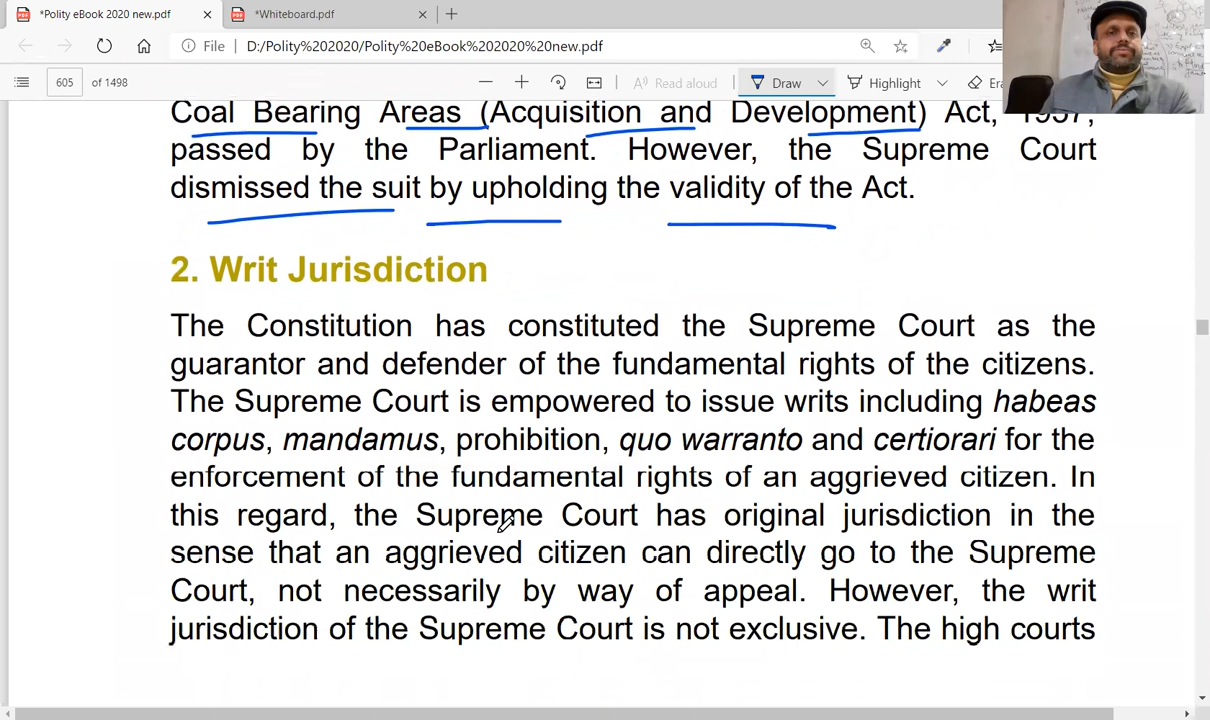 *Polity eBook 2020 new.pdf
*Whiteboard.pdf
File
D:/Polity%202020/Polity%20eBook%202020%20new.pdf
605 of 1498
Read aloud
Draw
Highlight
Era
Coal Bearing Areas (Acquisition and Development) Act, 1957,
passed by the Parliament. However, the Supreme Court
dismissed the suit by upholding the validity of the Act.
2. Writ Jurisdiction
The Constitution has constituted the Supreme Court as the
guarantor and defender of the fundamental rights of the citizens.
The Supreme Court is empowered to issue writs including habeas
corpus, mandamus, prohibition, quo warranto and certiorari for the
enforcement of the fundamental rights of an aggrieved citizen. In
this regard, the Supreme Court has original jurisdiction in the
sense that an aggrieved citizen can directly go to the Supreme
Court, not necessarily by way of appeal. However, the writ
jurisdiction of the Supreme Court is not exclusive. The high courts